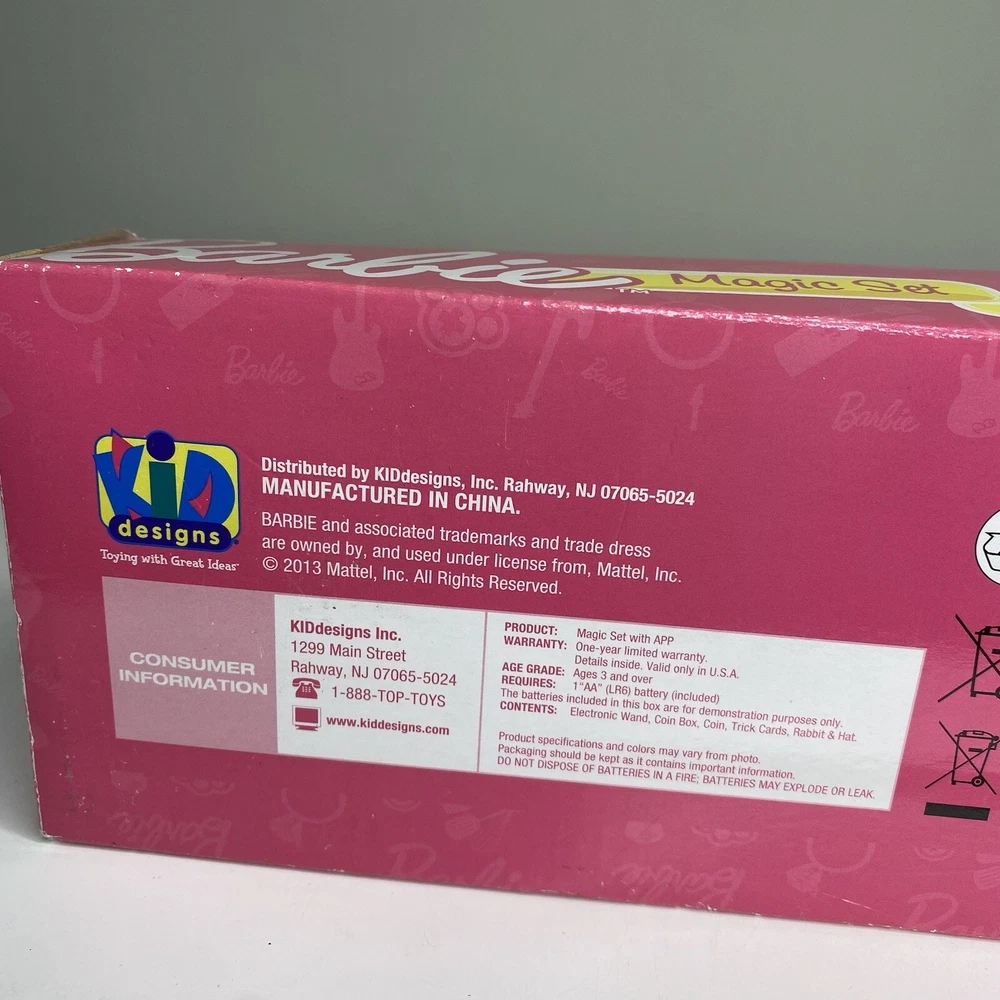 Barbie™ Magic Set
Barbie
Barbie
Barbie
KID
designs
Toying with Great Ideas™
Distributed by KIDdesigns, Inc. Rahway, NJ 07065-5024
MANUFACTURED IN CHINA.
BARBIE and associated trademarks and trade dress
are owned by, and used under license from, Mattel, Inc.
© 2013 Mattel, Inc. All Rights Reserved.
CONSUMER
INFORMATION
KIDdesigns Inc.
1299 Main Street
Rahway, NJ 07065-5024
1-888-TOP-TOYS
www.kiddesigns.com
PRODUCT: Magic Set with APP
WARRANTY: One-year limited warranty.
Details inside. Valid only in U.S.A.
AGE GRADE: Ages 3 and over
REQUIRES: 1"AA" (LR6) battery (included)
The batteries included in this box are for demonstration purposes only.
CONTENTS: Electronic Wand, Coin Box, Coin, Trick Cards, Rabbit & Hat.
Product specifications and colors may vary from photo.
Packaging should be kept as it contains important information.
DO NOT DISPOSE OF BATTERIES IN A FIRE; BATTERIES MAY EXPLODE OR LEAK.
Barbie
Barbie